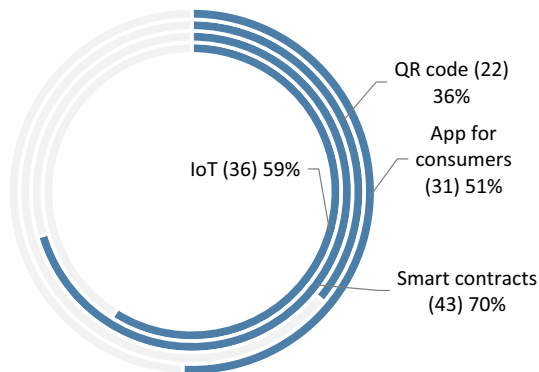 QR code (22)
36%
App for
consumers
(31) 51%
IoT (36) 59%
Smart contracts
(43) 70%